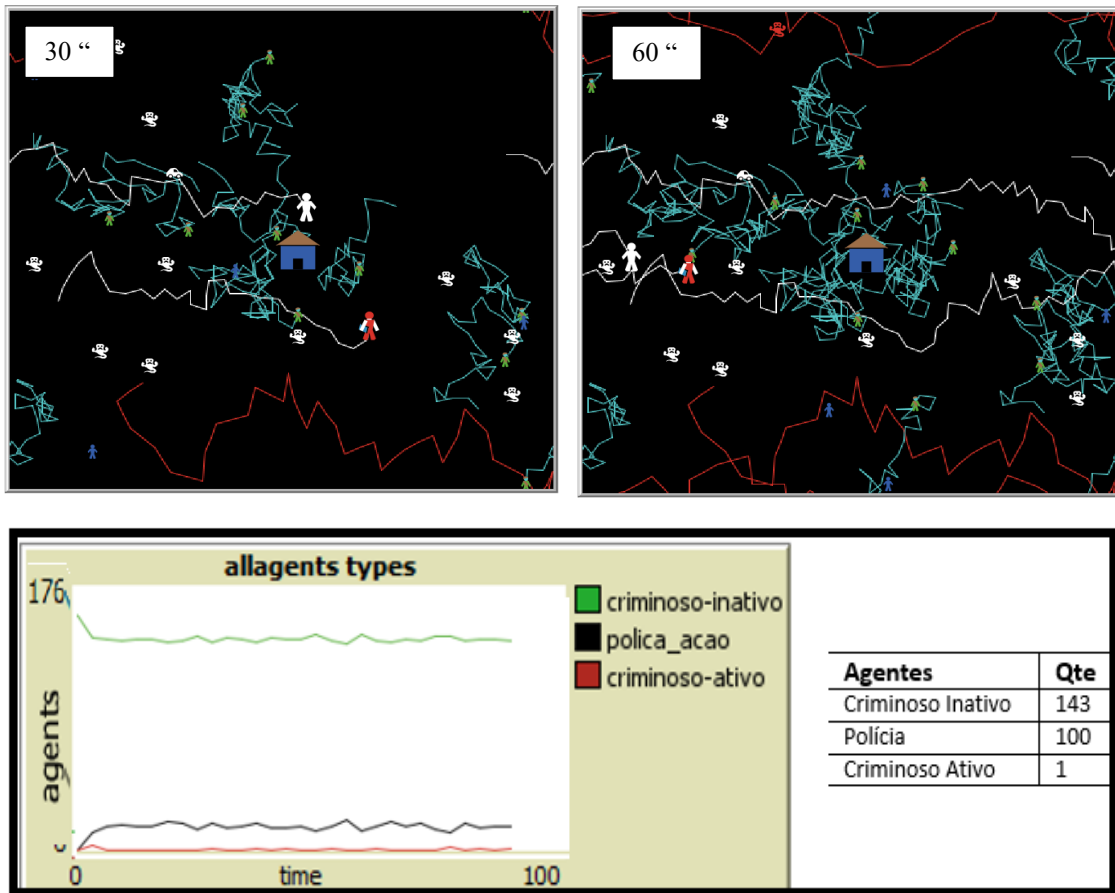 30 “
60 “
allagents types
176
agents
0
time
100
criminoso-inativo
polica_acao
criminoso-ativo
Agentes Qte
Criminoso Inativo 143
Polícia 100
Criminoso Ativo 1